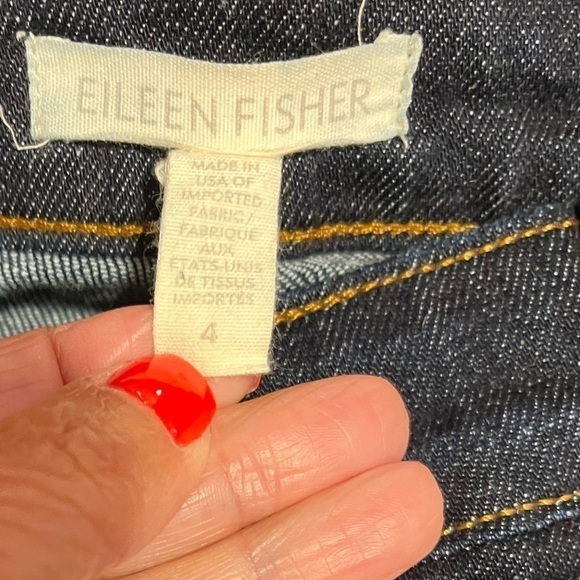 EILEEN FISHER
MADE IN
USA OF
IMPORTED
FABRIC/
FABRIQUE
AUX
ETATS-UNIS
DE TISSUS
IMPORTES
4